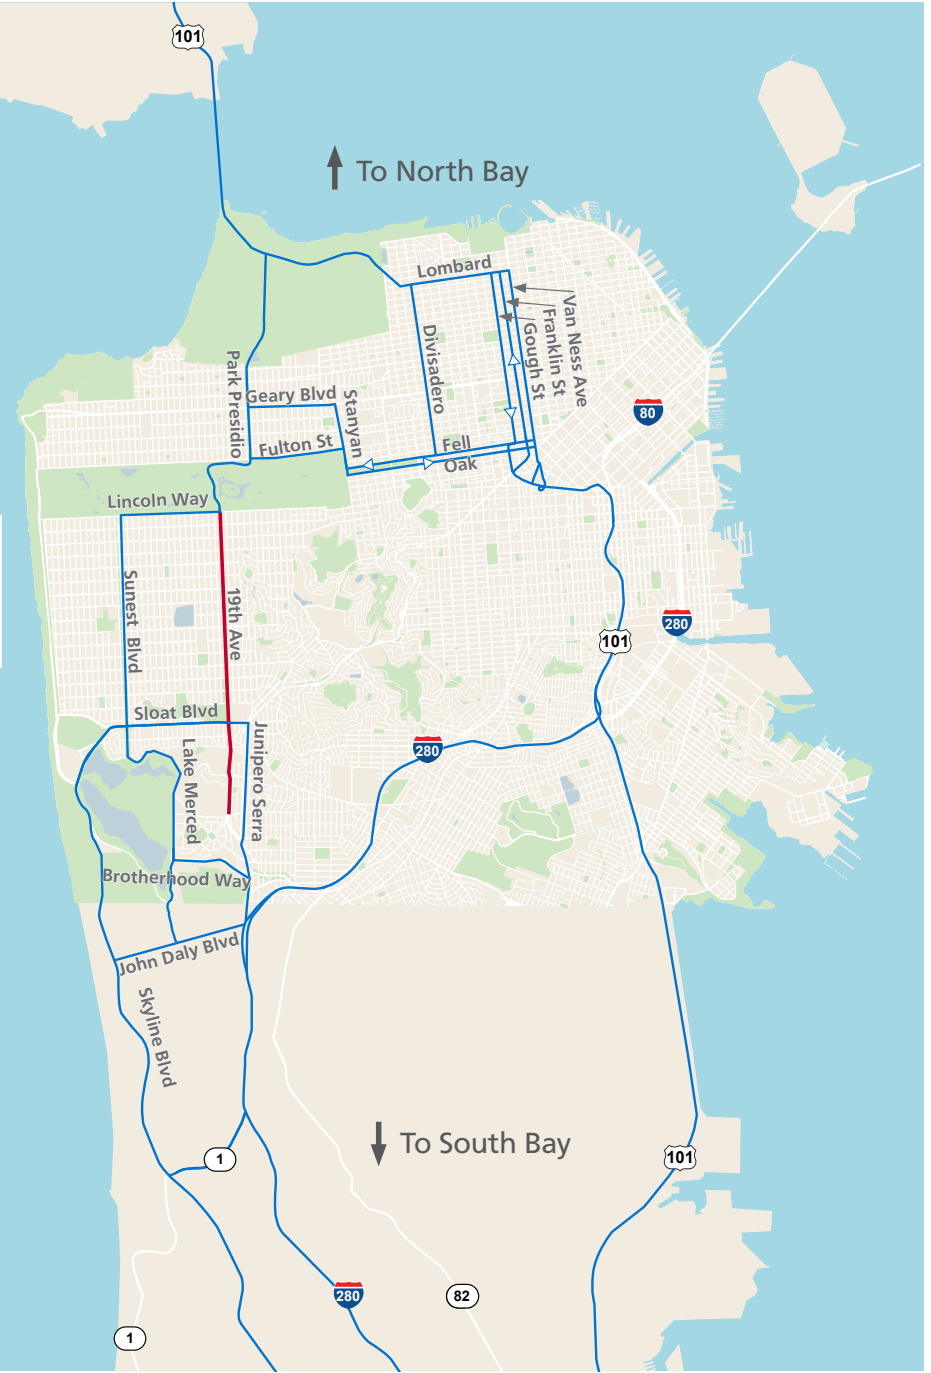 101
To North Bay
Lombard
Van Ness Ave
Franklin St
Gough St
Divisadero
Park Presidio
Geary Blvd
Stanyan
80
Fulton St
Fell
Oak
Lincoln Way
Sunest Blvd
19th Ave
280
101
Sloat Blvd
Junipero Serra
Lake Merced
280
Brotherhood Way
John Daly Blvd
Skyline Blvd
To South Bay
1
101
280
82
1